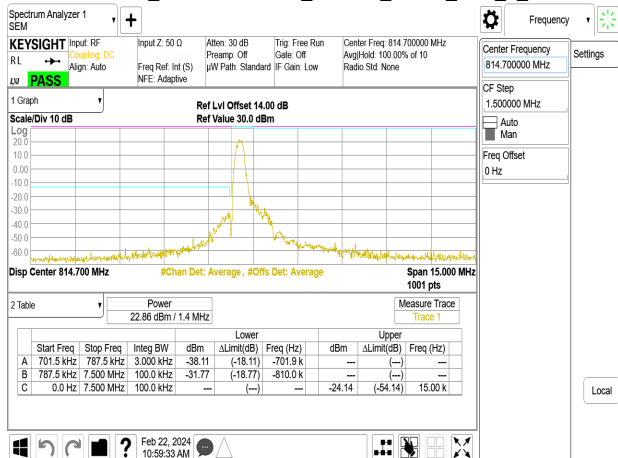 Spectrum Analyzer 1
SEM
Frequency
KEYSIGHT
Input: RF
Input Z: 50 Ω
Atten: 30 dB
Trig: Free Run
Center Freq: 814.700000 MHz
RL
Coupling: DC
Preamp: Off
Gate: Off
Avg|Hold: 100.00% of 10
Align: Auto
Freq Ref: Int (S)
µW Path: Standard
IF Gain: Low
Radio Std: None
LXI
PASS
NFE: Adaptive
Center Frequency
814.700000 MHz
Settings
CF Step
1.500000 MHz
Auto
Man
Freq Offset
0 Hz
1 Graph
Ref Lvl Offset 14.00 dB
Scale/Div 10 dB
Ref Value 30.0 dBm
Log
20.0
10.0
0.00
-10.0
-20.0
-30.0
-40.0
-50.0
-60.0
Disp Center 814.700 MHz
#Chan Det: Average, #Offs Det: Average
Span 15.000 MHz
1001 pts
2 Table
Power
Measure Trace
22.86 dBm / 1.4 MHz
Trace 1
Lower Upper
Start Freq Stop Freq Integ BW dBm ΔLimit(dB) Freq (Hz) dBm ΔLimit(dB) Freq (Hz)
A 701.5 kHz 787.5 kHz 3.000 kHz -38.11 (-18.11) -701.9 k --- (---) ---
B 787.5 kHz 7.500 MHz 100.0 kHz -31.77 (-18.77) -810.0 k --- (---) ---
C 0.0 Hz 7.500 MHz 100.0 kHz --- (---) --- -24.14 (-54.14) 15.00 k
Local
Feb 22, 2024
10:59:33 AM